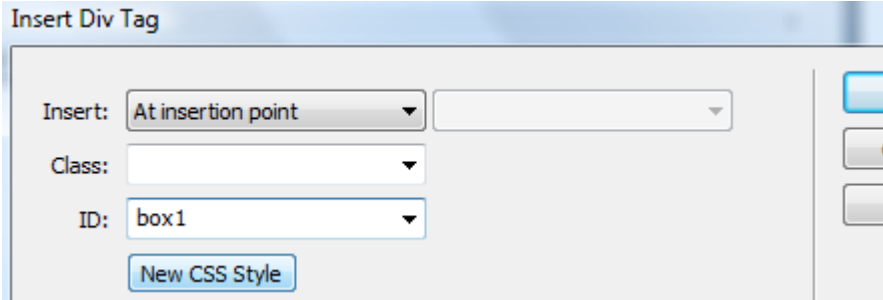 Insert Div Tag
Insert: At insertion point
Class:
ID: box1
New CSS Style